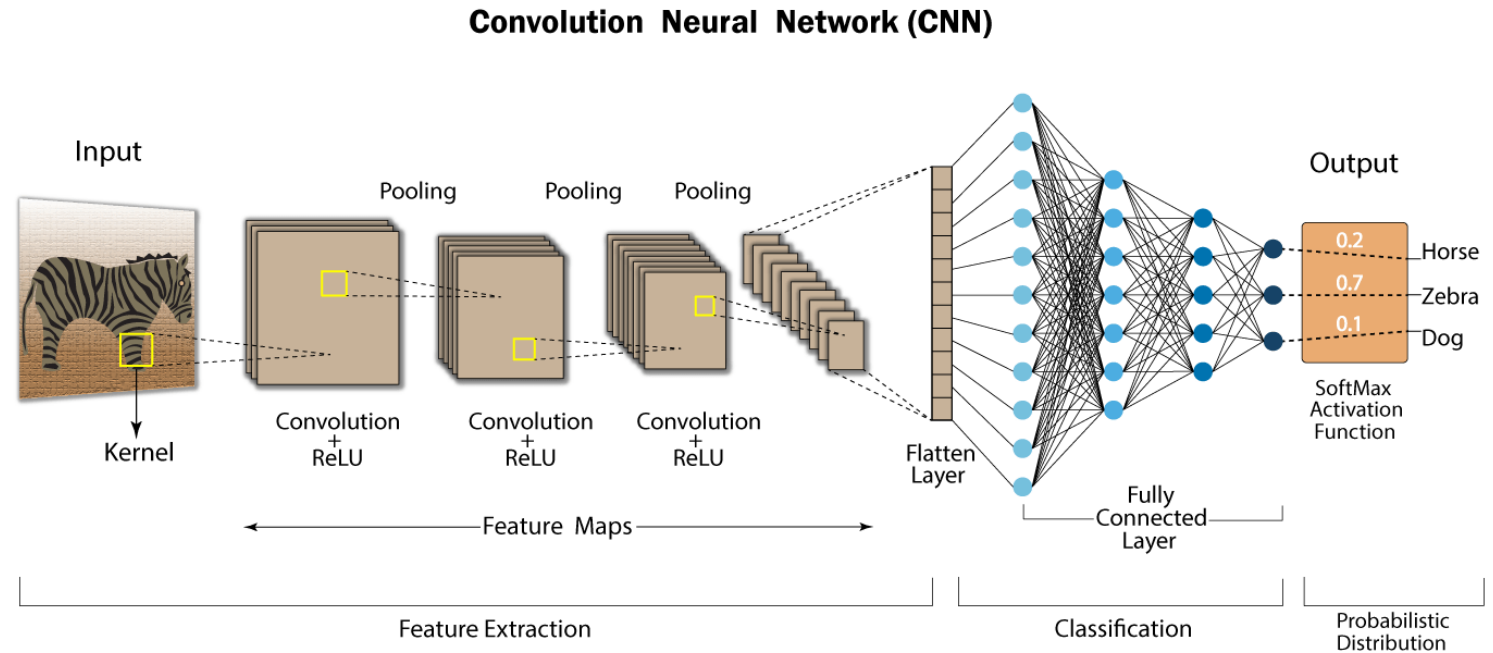 Convolution Neural Network (CNN)
Input
Pooling
Pooling
Pooling
Output
0.2
Horse
0.7
Zebra
0.1
Dog
Kernel
Convolution
+
ReLU
Convolution
+
ReLU
Convolution
+
ReLU
Flatten
Layer
SoftMax
Activation
Function
Feature Maps
Fully
Connected
Layer
Feature Extraction
Classification
Probabilistic
Distribution